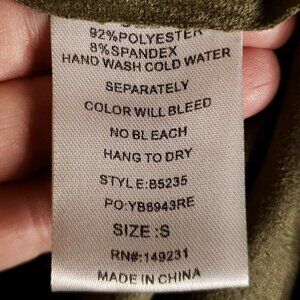 92%POLYESTER
8%SPANDEX
HAND WASH COLD WATER
SEPARATELY
COLOR WILL BLEED
NO BLEACH
HANG TO DRY
STYLE:B5235
PO:YB6943RE
SIZE :S
RN#:149231
MADE IN CHINA